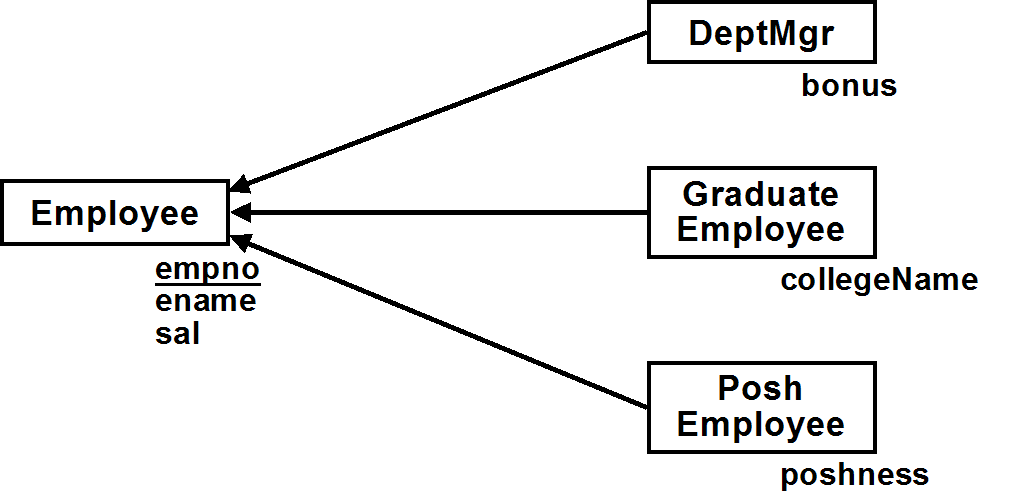 DeptMgr
bonus
Employee
empno
ename
sal
Graduate
Employee
collegeName
Posh
Employee
poshness